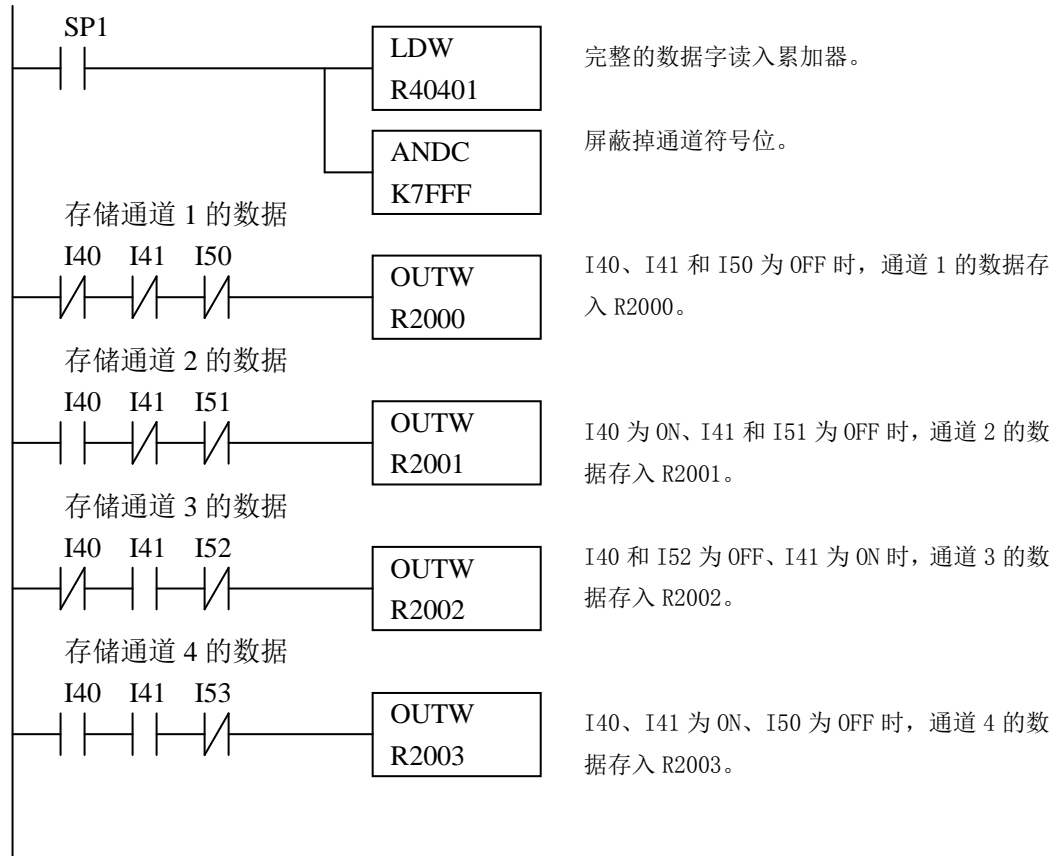 SP1
LDW
R40401
完整的数据字读入累加器。
ANDC
K7FFF
屏蔽掉通道符号位。
存储通道 1 的数据
I40 I41 I50
OUTW
R2000
I40、I41 和 I50 为 OFF 时，通道 1 的数据存
入 R2000。
存储通道 2 的数据
I40 I41 I51
OUTW
R2001
I40 为 ON、I41 和 I51 为 OFF 时，通道 2 的数
据存入 R2001。
存储通道 3 的数据
I40 I41 I52
OUTW
R2002
I40 和 I52 为 OFF、I41 为 ON 时，通道 3 的数
据存入 R2002。
存储通道 4 的数据
I40 I41 I53
OUTW
R2003
I40、I41 为 ON、I50 为 OFF 时，通道 4 的数
据存入 R2003。